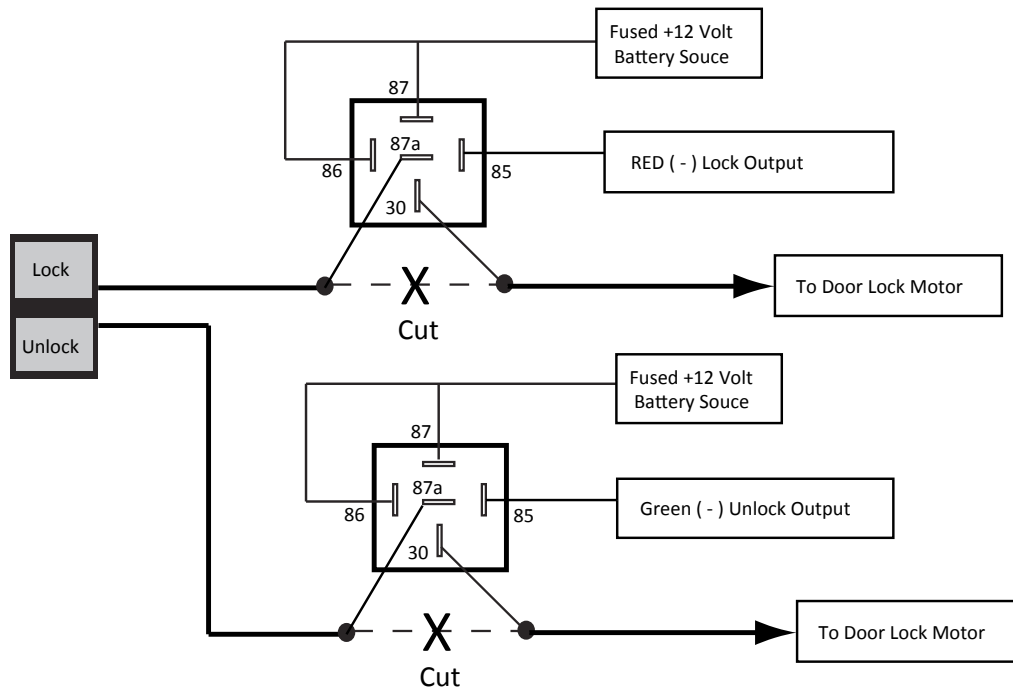 Fused +12 Volt
Battery Souce
87
87a
86
85
RED ( - ) Lock Output
30
Lock
X
To Door Lock Motor
Cut
Unlock
Fused +12 Volt
Battery Souce
87
87a
86
85
Green ( - ) Unlock Output
30
X
To Door Lock Motor
Cut